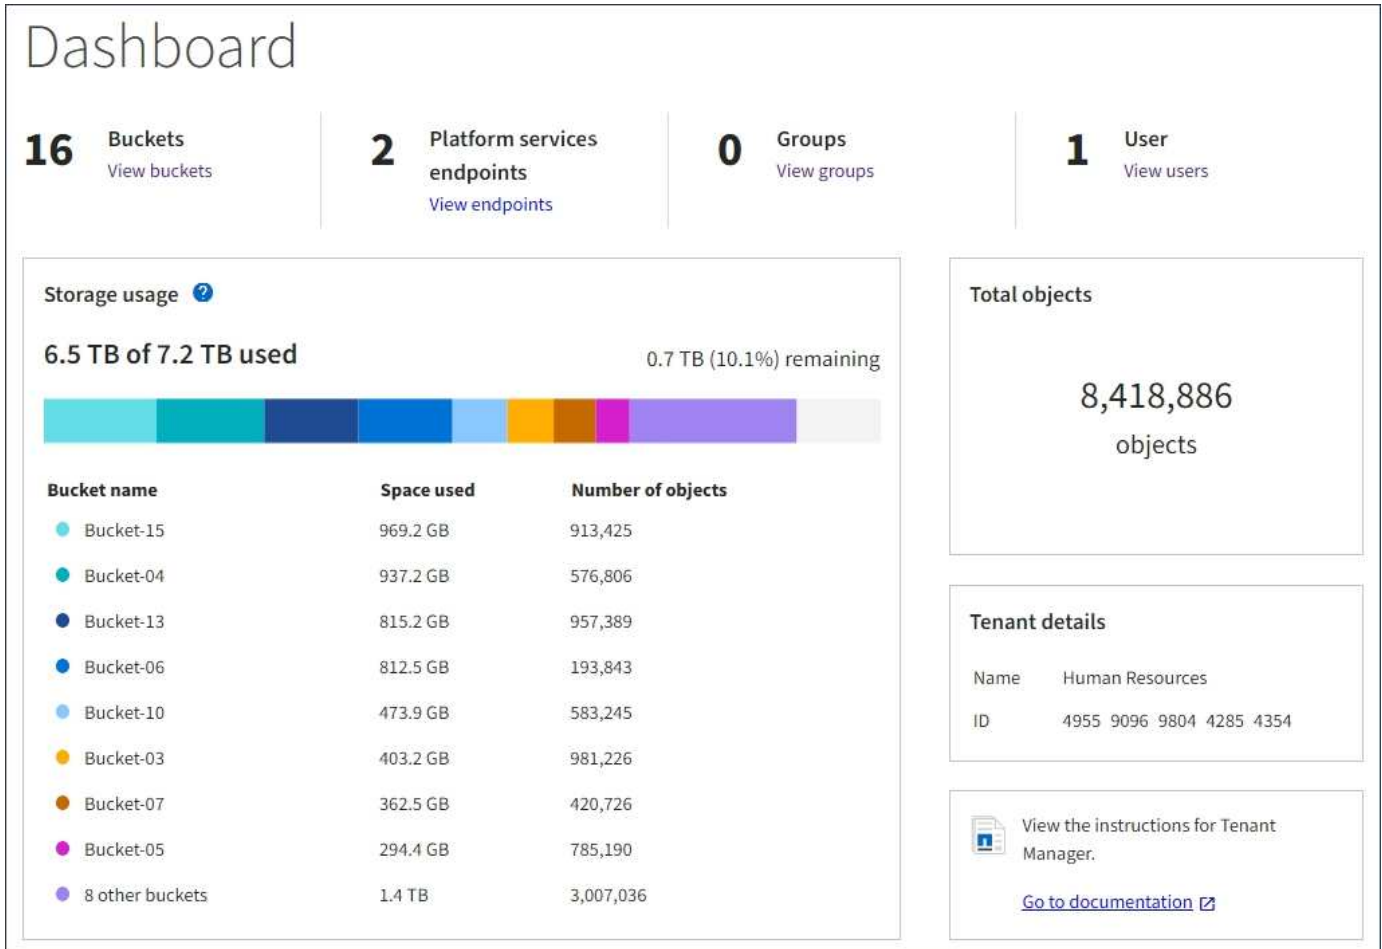 Dashboard
16 Buckets
View buckets
2 Platform services
endpoints
View endpoints
0 Groups
View groups
1 User
View users
Storage usage ?
6.5 TB of 7.2 TB used
0.7 TB (10.1%) remaining
Bucket name Space used Number of objects
Bucket-15 969.2 GB 913,425
Bucket-04 937.2 GB 576,806
Bucket-13 815.2 GB 957,389
Bucket-06 812.5 GB 193,843
Bucket-10 473.9 GB 583,245
Bucket-03 403.2 GB 981,226
Bucket-07 362.5 GB 420,726
Bucket-05 294.4 GB 785,190
8 other buckets 1.4 TB 3,007,036
Total objects
8,418,886
objects
Tenant details
Name Human Resources
ID 4955 9096 9804 4285 4354
View the instructions for Tenant
Manager.
Go to documentation